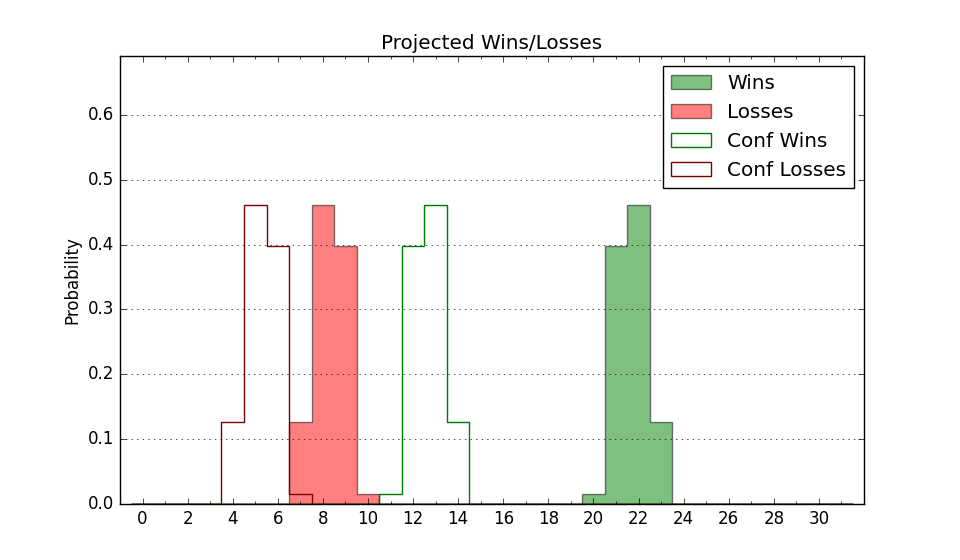 Projected Wins/Losses
Wins
Losses
Conf Wins
Conf Losses
Probability
0.6
0.5
0.4
0.3
0.2
0.1
0.0
0 2 4 6 8 10 12 14 16 18 20 22 24 26 28 30